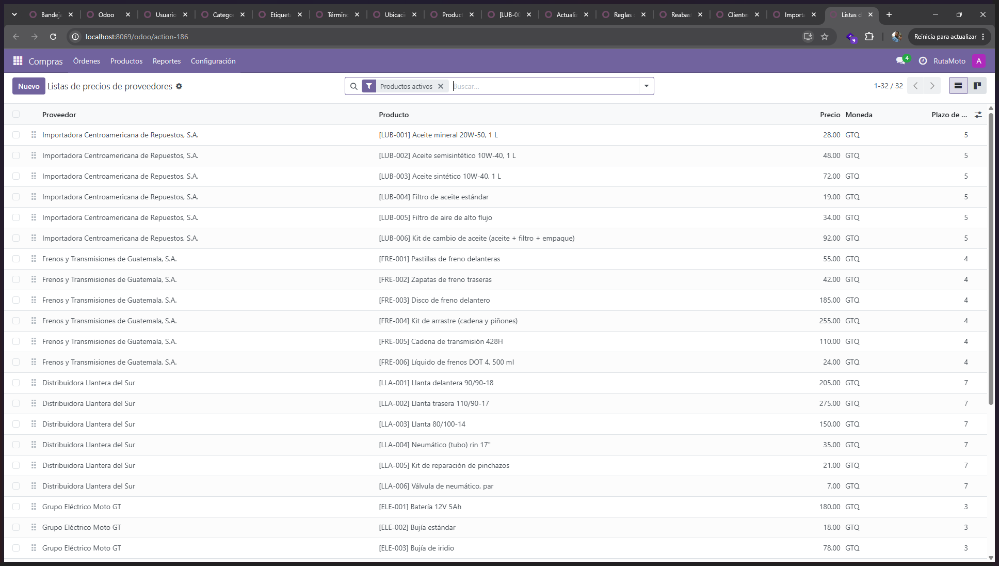 Bandeja
Odoo
Usuario
Catego
Etiqueta
Términ
Ubicaci
Product
[LUB-00
Actualiz
Reglas
Reabast
Cliente
Importa
Listas d
localhost:8069/odoo/action-186
9
Reinicia para actualizar
Compras
Órdenes
Productos
Reportes
Configuración
4
RutaMoto
A
Nuevo
Listas de precios de proveedores
Productos activos
Buscar...
1-32 / 32
Proveedor Producto Precio Moneda Plazo de ...
Importadora Centroamericana de Repuestos, S.A. [LUB-001] Aceite mineral 20W-50, 1 L 28.00 GTQ 5
Importadora Centroamericana de Repuestos, S.A. [LUB-002] Aceite semisintético 10W-40, 1 L 48.00 GTQ 5
Importadora Centroamericana de Repuestos, S.A. [LUB-003] Aceite sintético 10W-40, 1 L 72.00 GTQ 5
Importadora Centroamericana de Repuestos, S.A. [LUB-004] Filtro de aceite estándar 19.00 GTQ 5
Importadora Centroamericana de Repuestos, S.A. [LUB-005] Filtro de aire de alto flujo 34.00 GTQ 5
Importadora Centroamericana de Repuestos, S.A. [LUB-006] Kit de cambio de aceite (aceite + filtro + empaque) 92.00 GTQ 5
Frenos y Transmisiones de Guatemala, S.A. [FRE-001] Pastillas de freno delanteras 55.00 GTQ 4
Frenos y Transmisiones de Guatemala, S.A. [FRE-002] Zapatas de freno traseras 42.00 GTQ 4
Frenos y Transmisiones de Guatemala, S.A. [FRE-003] Disco de freno delantero 185.00 GTQ 4
Frenos y Transmisiones de Guatemala, S.A. [FRE-004] Kit de arrastre (cadena y piñones) 255.00 GTQ 4
Frenos y Transmisiones de Guatemala, S.A. [FRE-005] Cadena de transmisión 428H 110.00 GTQ 4
Frenos y Transmisiones de Guatemala, S.A. [FRE-006] Líquido de frenos DOT 4, 500 ml 24.00 GTQ 4
Distribuidora Llantera del Sur [LLA-001] Llanta delantera 90/90-18 205.00 GTQ 7
Distribuidora Llantera del Sur [LLA-002] Llanta trasera 110/90-17 275.00 GTQ 7
Distribuidora Llantera del Sur [LLA-003] Llanta 80/100-14 150.00 GTQ 7
Distribuidora Llantera del Sur [LLA-004] Neumático (tubo) rin 17" 35.00 GTQ 7
Distribuidora Llantera del Sur [LLA-005] Kit de reparación de pinchazos 21.00 GTQ 7
Distribuidora Llantera del Sur [LLA-006] Válvula de neumático, par 7.00 GTQ 7
Grupo Eléctrico Moto GT [ELE-001] Batería 12V 5Ah 180.00 GTQ 3
Grupo Eléctrico Moto GT [ELE-002] Bujía estándar 18.00 GTQ 3
Grupo Eléctrico Moto GT [ELE-003] Bujía de iridio 78.00 GTQ 3